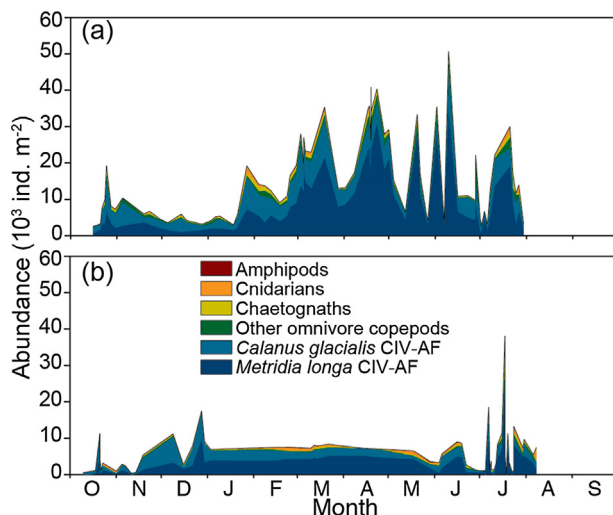 (a)
60
50
40
30
20
10
0
Abundance (10³ ind. m⁻²)
(b)
60
50
40
30
20
10
0
Amphipods
Cnidarians
Chaetognaths
Other omnivore copepods
Calanus glacialis CIV-AF
Metridia longa CIV-AF
O N D J F M A M J J A S
Month